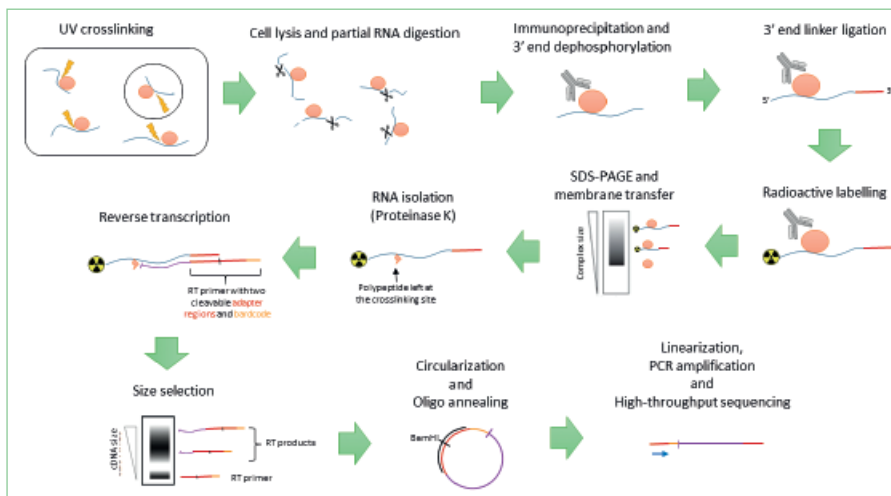 UV crosslinking
Cell lysis and partial RNA digestion
Immunoprecipitation and
3′ end dephosphorylation
3′ end linker ligation
5′
3′
Radioactive labelling
SDS-PAGE and
membrane transfer
Complex size
RNA isolation
(Proteinase K)
Polypeptide left at
the crosslinking site
Reverse transcription
RT primer with two
cleavable adapter
regions and bardcode
Size selection
cDNA size
RT products
RT primer
Circularization
and
Oligo annealing
BamHI
Linearization,
PCR amplification
and
High-throughput sequencing